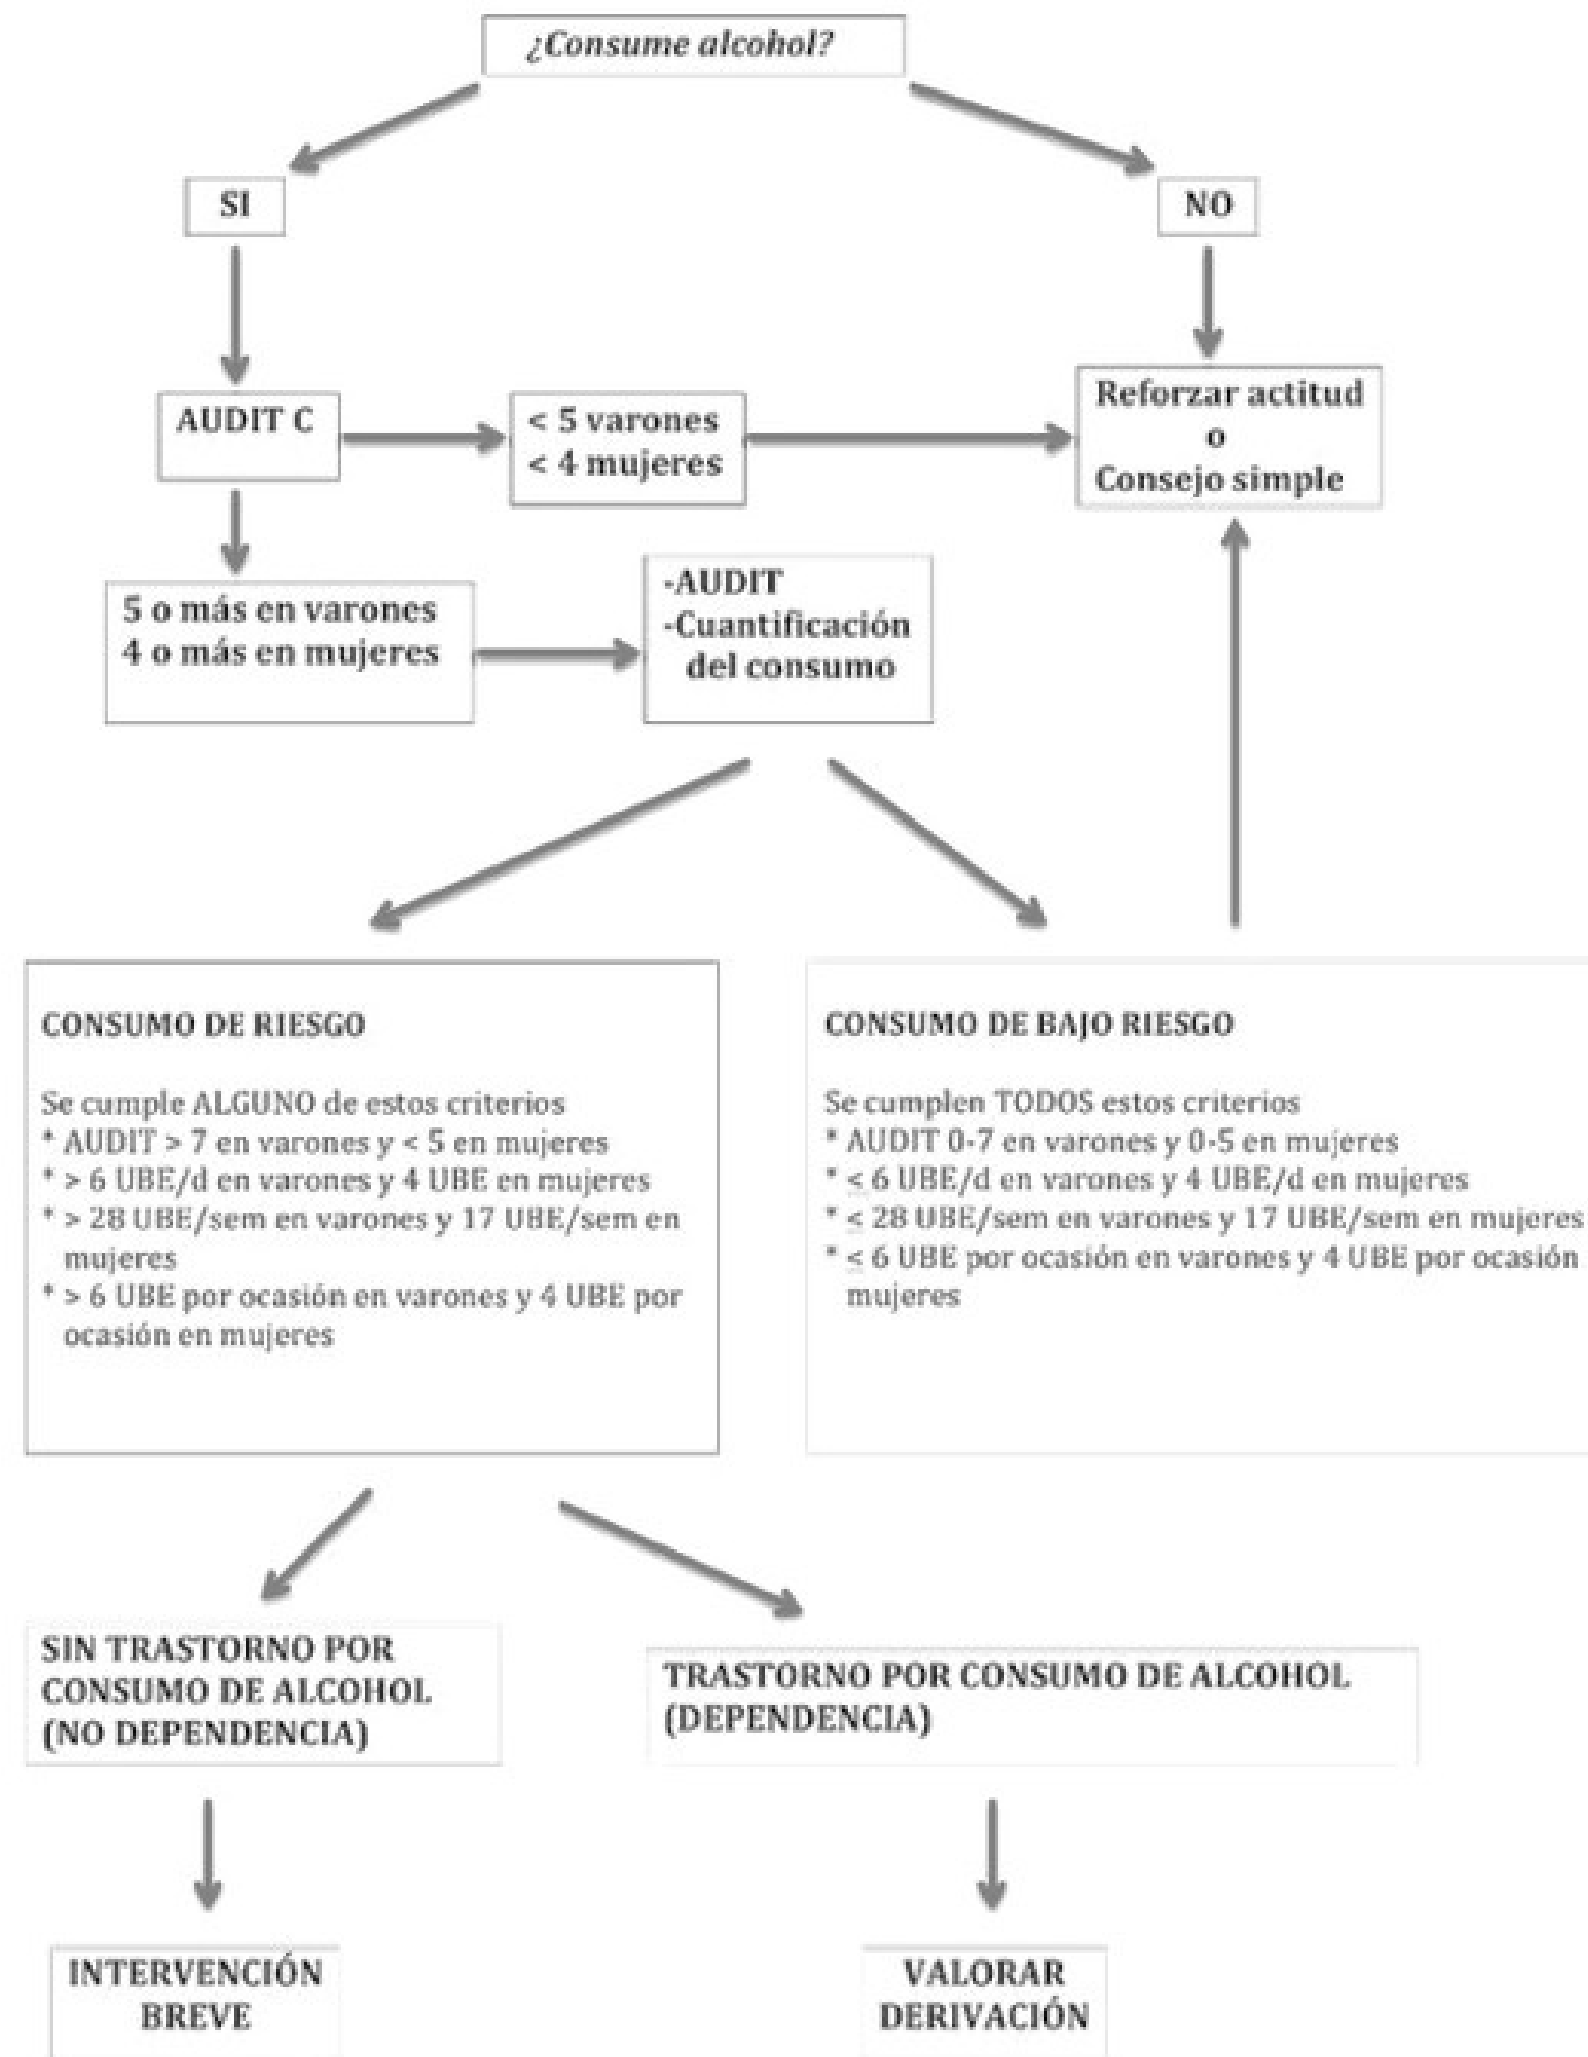 ¿Consume alcohol?
SI
NO
AUDIT C
< 5 varones
< 4 mujeres
Reforzar actitud
o
Consejo simple
5 o más en varones
4 o más en mujeres
-AUDIT
-Cuantificación
del consumo
CONSUMO DE RIESGO
Se cumple ALGUNO de estos criterios
* AUDIT > 7 en varones y < 5 en mujeres
* > 6 UBE/d en varones y 4 UBE en mujeres
* > 28 UBE/sem en varones y 17 UBE/sem en
mujeres
* > 6 UBE por ocasión en varones y 4 UBE por
ocasión en mujeres
CONSUMO DE BAJO RIESGO
Se cumplen TODOS estos criterios
* AUDIT 0-7 en varones y 0-5 en mujeres
* ≤ 6 UBE/d en varones y 4 UBE/d en mujeres
* ≤ 28 UBE/sem en varones y 17 UBE/sem en mujeres
* ≤ 6 UBE por ocasión en varones y 4 UBE por ocasión
mujeres
SIN TRASTORNO POR
CONSUMO DE ALCOHOL
(NO DEPENDENCIA)
TRASTORNO POR CONSUMO DE ALCOHOL
(DEPENDENCIA)
INTERVENCIÓN
BREVE
VALORAR
DERIVACIÓN